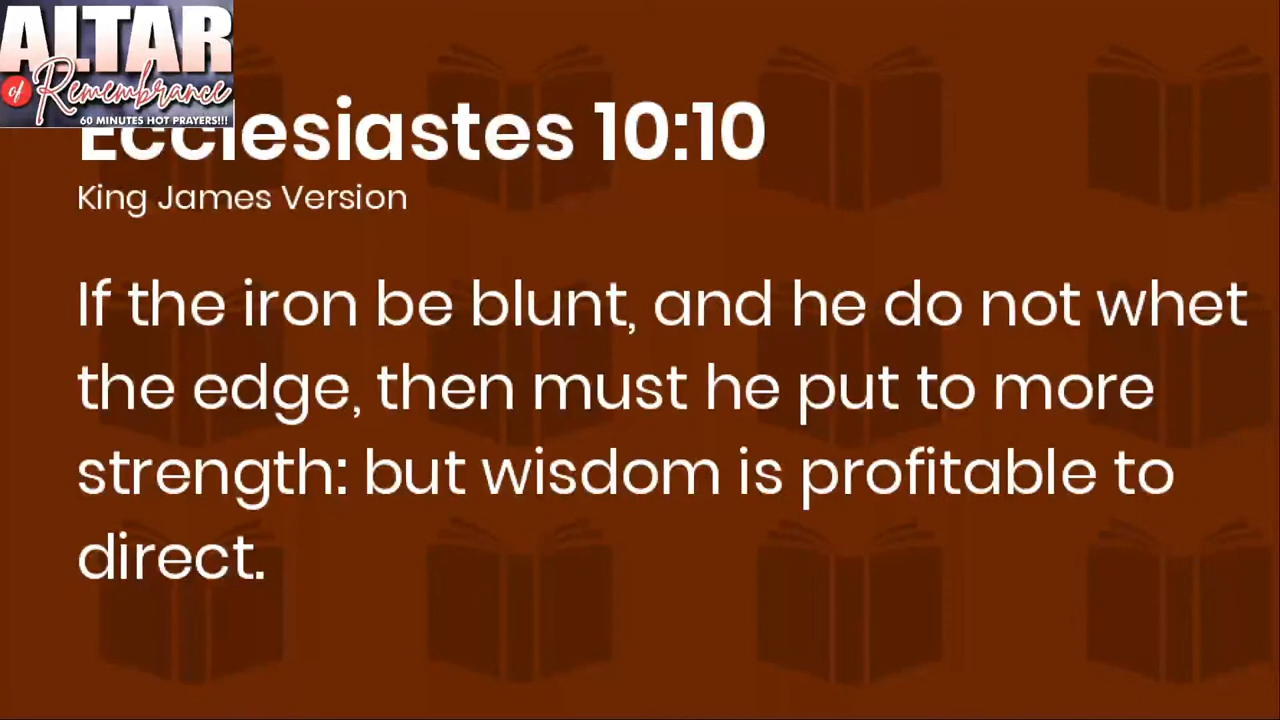 ALTAR
of Remembrance
60 MINUTES HOT PRAYERS!!!
Ecclesiastes 10:10
King James Version
If the iron be blunt, and he do not whet
the edge, then must he put to more
strength: but wisdom is profitable to
direct.